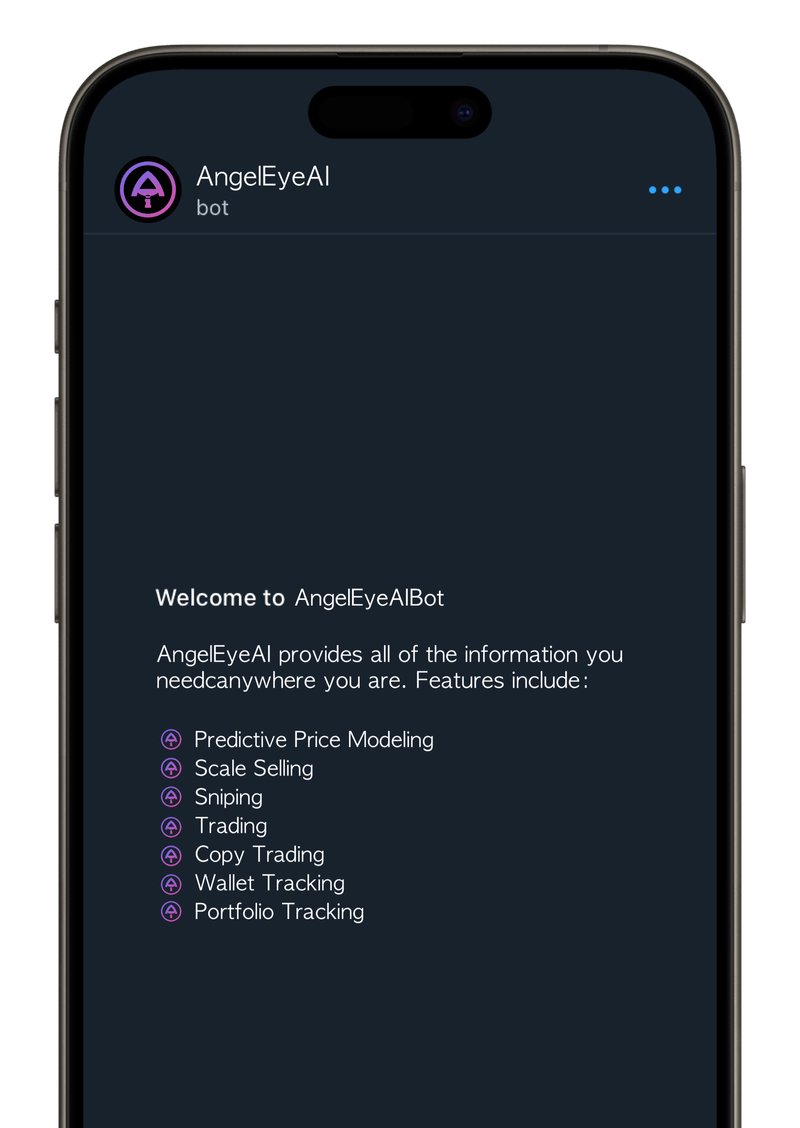 AngelEyeAI
bot
Welcome to AngelEyeAIBot
AngelEyeAI provides all of the information you
needcanywhere you are. Features include:
Predictive Price Modeling
Scale Selling
Sniping
Trading
Copy Trading
Wallet Tracking
Portfolio Tracking